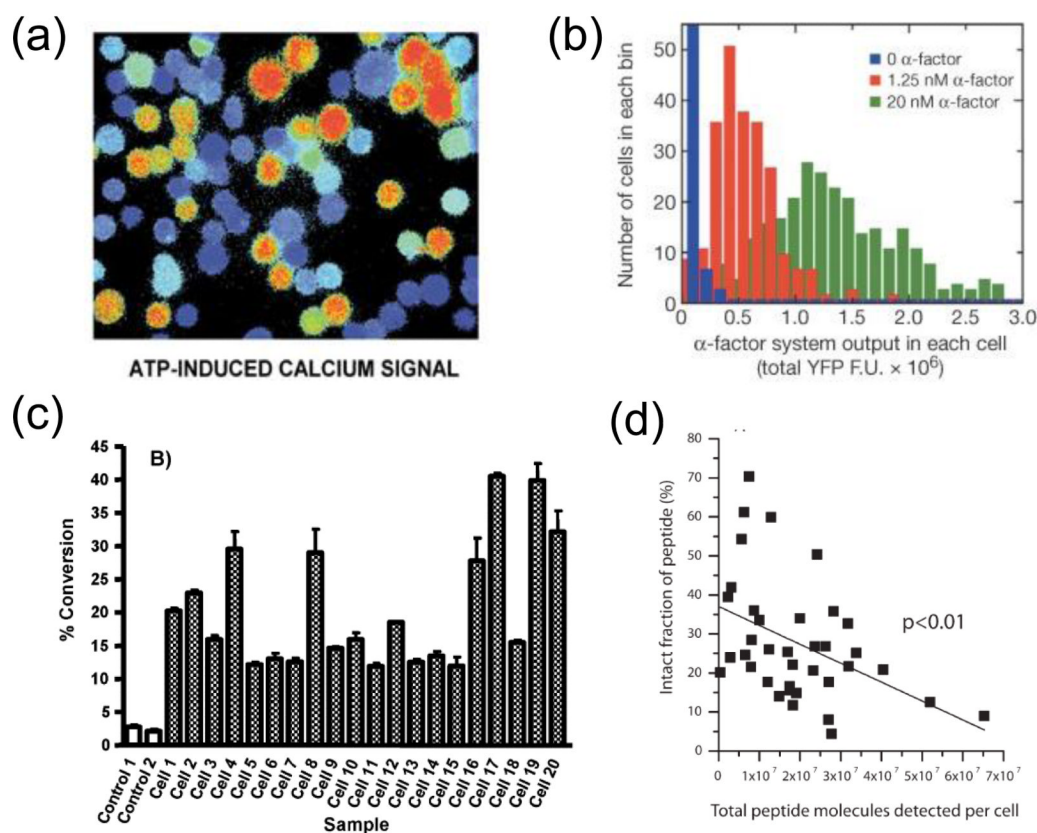 (a)
ATP-INDUCED CALCIUM SIGNAL
(b)
Number of cells in each bin
50
40
30
20
10
0
0 α-factor
1.25 nM α-factor
20 nM α-factor
0 0.5 1.0 1.5 2.0 2.5 3.0
α-factor system output in each cell
(total YFP F.U. × 10⁶)
(c)
B)
% Conversion
45
40
35
30
25
20
15
10
5
0
Control 1
Control 2
Cell 1
Cell 2
Cell 3
Cell 4
Cell 5
Cell 6
Cell 7
Cell 8
Cell 9
Cell 10
Cell 11
Cell 12
Cell 13
Cell 14
Cell 15
Cell 16
Cell 17
Cell 18
Cell 19
Cell 20
Sample
(d)
Intact fraction of peptide (%)
80
70
60
50
40
30
20
10
0
p<0.01
0 1x10⁷ 2x10⁷ 3x10⁷ 4x10⁷ 5x10⁷ 6x10⁷ 7x10⁷
Total peptide molecules detected per cell